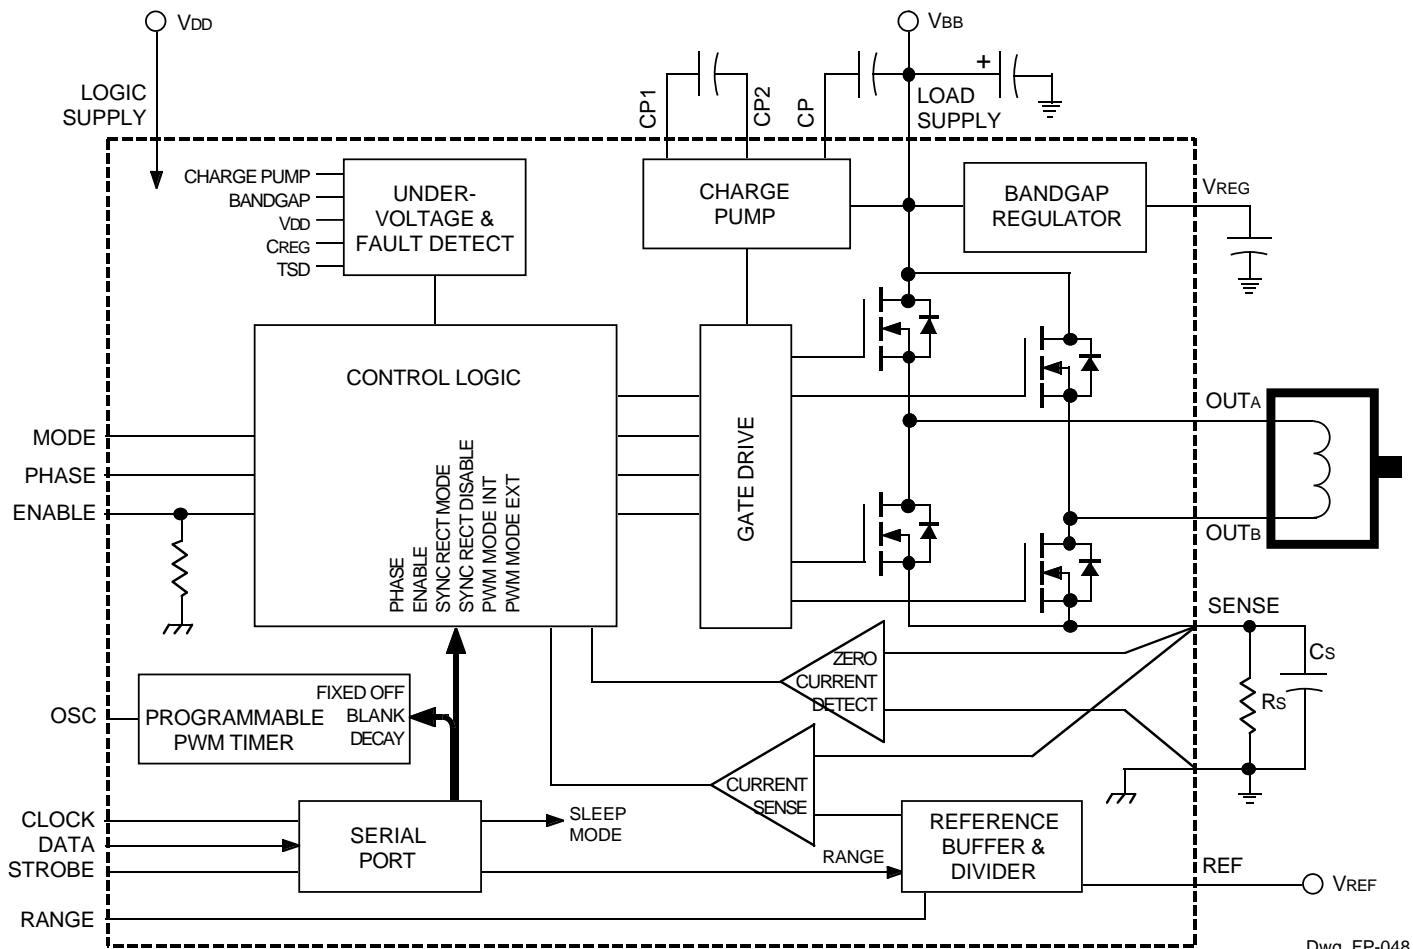 VDD
VBB
LOGIC
SUPPLY
CP1
CP2
CP
+
LOAD
SUPPLY
CHARGE PUMP
BANDGAP
VDD
CREG
TSD
UNDER-
VOLTAGE &
FAULT DETECT
CHARGE
PUMP
BANDGAP
REGULATOR
VREG
CONTROL LOGIC
MODE
PHASE
ENABLE
PHASE
ENABLE
SYNC RECT MODE
SYNC RECT DISABLE
PWM MODE INT
PWM MODE EXT
GATE DRIVE
OUTA
OUTB
SENSE
CS
RS
ZERO
CURRENT
DETECT
OSC
PROGRAMMABLE
PWM TIMER
FIXED OFF
BLANK
DECAY
CURRENT
SENSE
CLOCK
DATA
STROBE
SERIAL
PORT
SLEEP
MODE
RANGE
REFERENCE
BUFFER &
DIVIDER
REF
VREF
RANGE
Dwg. FP-048